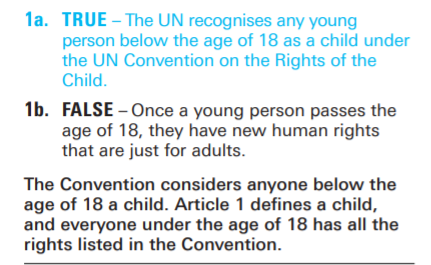 1a. TRUE – The UN recognises any young
person below the age of 18 as a child under
the UN Convention on the Rights of the
Child.
1b. FALSE – Once a young person passes the
age of 18, they have new human rights
that are just for adults.
The Convention considers anyone below the
age of 18 a child. Article 1 defines a child,
and everyone under the age of 18 has all the
rights listed in the Convention.